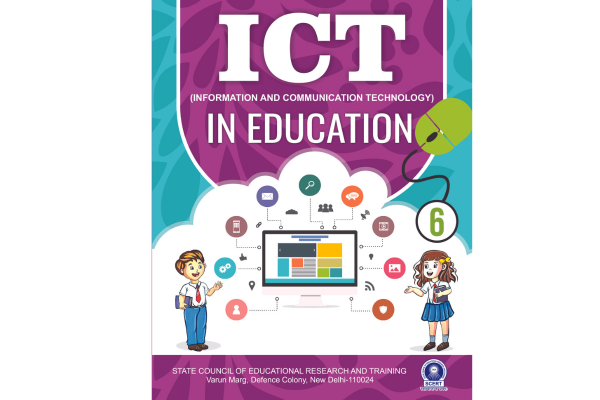 ICT
(INFORMATION AND COMMUNICATION TECHNOLOGY)
IN EDUCATION
6
STATE COUNCIL OF EDUCATIONAL RESEARCH AND TRAINING
Varun Marg, Defence Colony, New Delhi-110024
SCERT